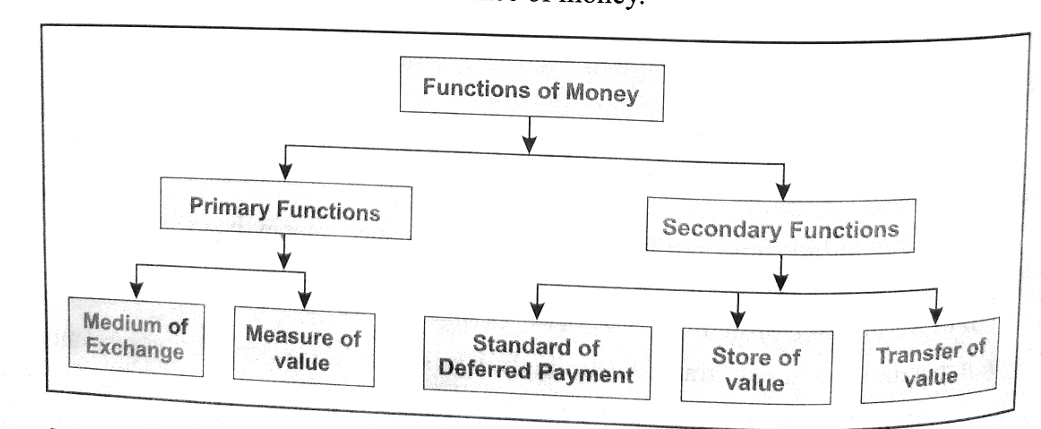 of money.
Functions of Money
Primary Functions
Secondary Functions
Medium of
Exchange
Measure of
value
Standard of
Deferred Payment
Store of
value
Transfer of
value